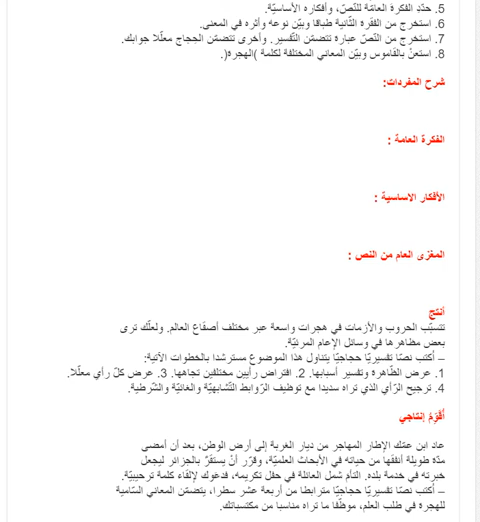 5. حدّدِ الفكرة العامّة للنّصّ، وأفكاره الأساسيّة.
6. استخرج من الفقرة الثّانية طباقا وبيّن نوعه وأثره في المعنى.
7. استخرج من النّصّ عبارة تتضمّن التّفسير. وأخرى تتضمّن الحِجاج معلّلا جوابك.
8. استعنْ بالقاموس وبيّن المعاني المختلفة لكلمة )الهجرة(.
شرح المفردات:
الفكرة العامة :
الأفكار الاساسية :
المغزى العام من النص :
أنتج
تتسبّب الحروب والأزمات في هجرات واسعة عبر مختلف أصقاع العالم. ولعلّك ترى
بعض مظاهرها في وسائل الإعام المرئيّة.
– أكتب نصّا تفسيريّا حجاجيّا يتناول هذا الموضوع مسترشدا بالخطوات الآتية:
1. عرض الظّاهرة وتفسير أسبابها. 2. افتراض رأيين مختلفين تجاهها. 3. عرض كلّ رأي معلّلا.
4. ترجيح الرّأي الذي تراه سديدا مع توظيف الرّوابط التّشابهيّة والغائيّة والشّرطية.
أُقَوِّمُ إنتاجي
عاد ابن عمّك الإطار المهاجر من ديار الغربة إلى أرض الوطن، بعد أن أمضى
مدّة طويلة أنفقها من حياته في الأبحاث العلميّة، وقرّر أنْ يستقرَّ بالجزائر ليجعل
خبرته في خدمة بلده. التأم شمل العائلة في حفل تكريمه، فدعوك لإلقاء كلمة ترحيبيّة.
– أكتب نصّا تفسيريّا حجاجيّا مترابطا من أربعة عشر سطرا، يتضمّن المعاني السّامية
للهجرة في طلب العلم، موظّفا ما تراه مناسبا من مكتسباتك.